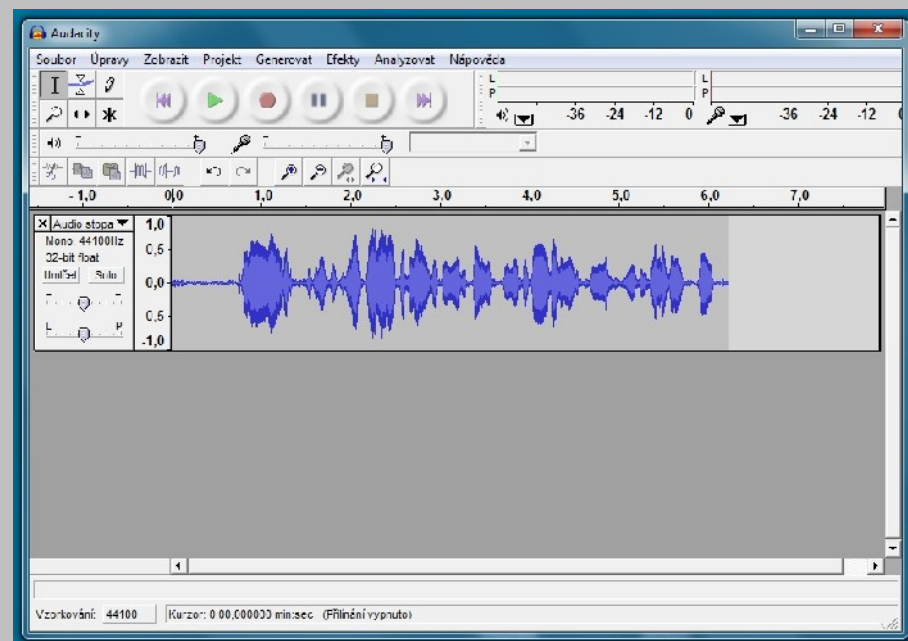 Audacity
Soubor Úpravy Zobrazit Projekt Generovat Efekty Analyzovat Nápověda
L
P
-36 -24 -12 0
L
P
-36 -24 -12 0
- 1,0 0,0 1,0 2,0 3,0 4,0 5,0 6,0 7,0
X Audio stopa
Mono 44100Hz
32-bit float
Umlčet Solo
- +
L P
1,0
0,5
0,0
0,5
-1,0
Vzorkování: 44100 Kurzor: 0:00,000000 min:sec (Přilínání vypnuto)